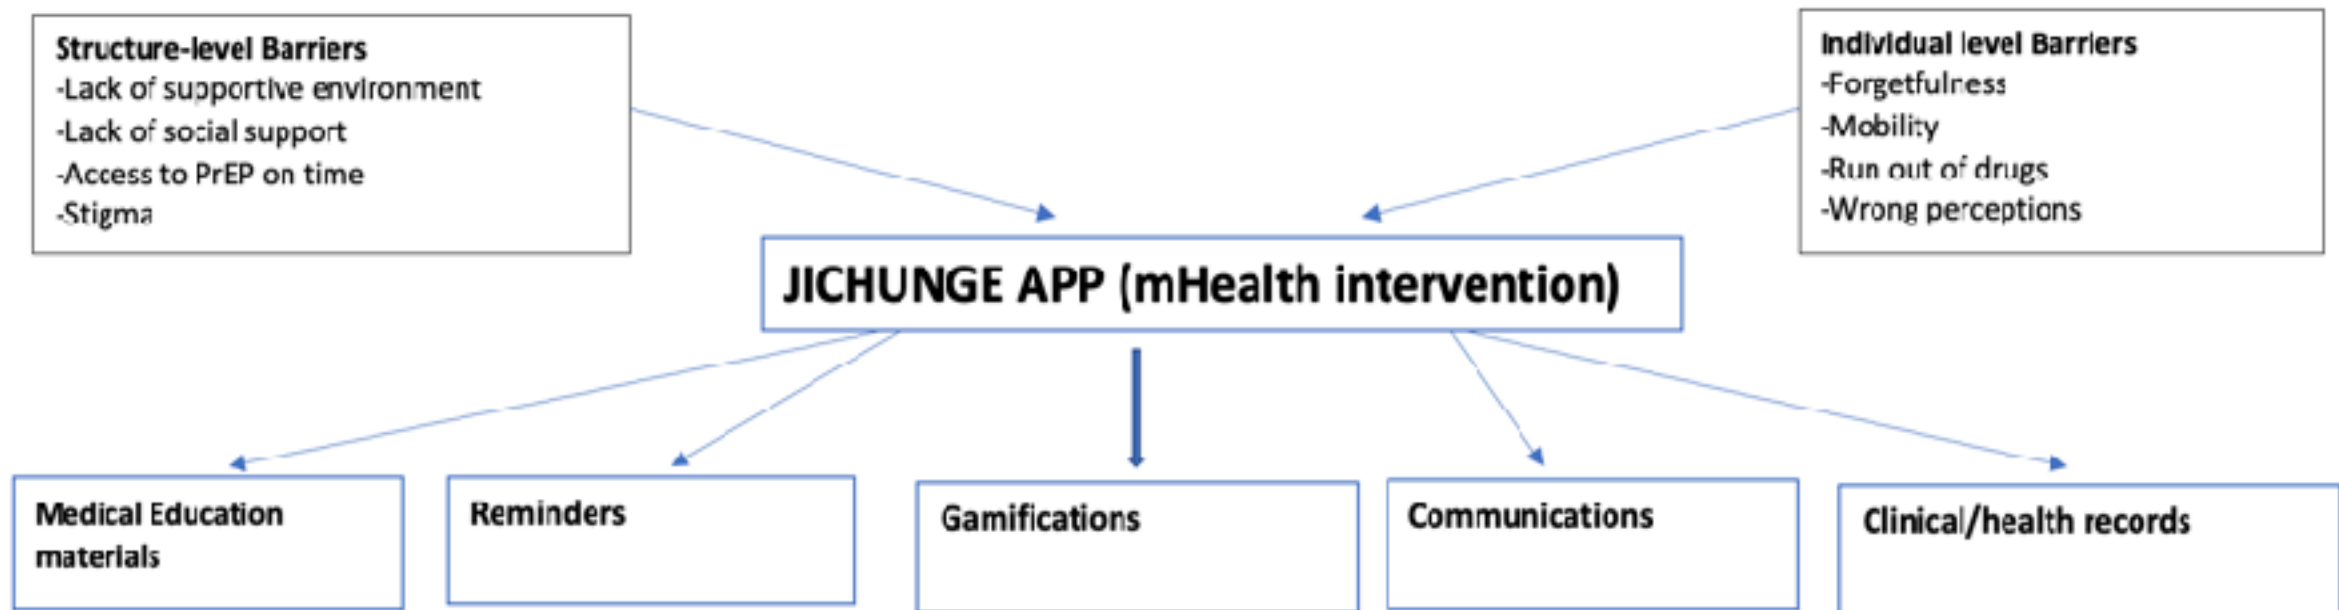 Structure-level Barriers
-Lack of supportive environment
-Lack of social support
-Access to PrEP on time
-Stigma
Individual level Barriers
-Forgetfulness
-Mobility
-Run out of drugs
-Wrong perceptions
JICHUNGE APP (mHealth intervention)
Medical Education
materials
Reminders
Gamifications
Communications
Clinical/health records